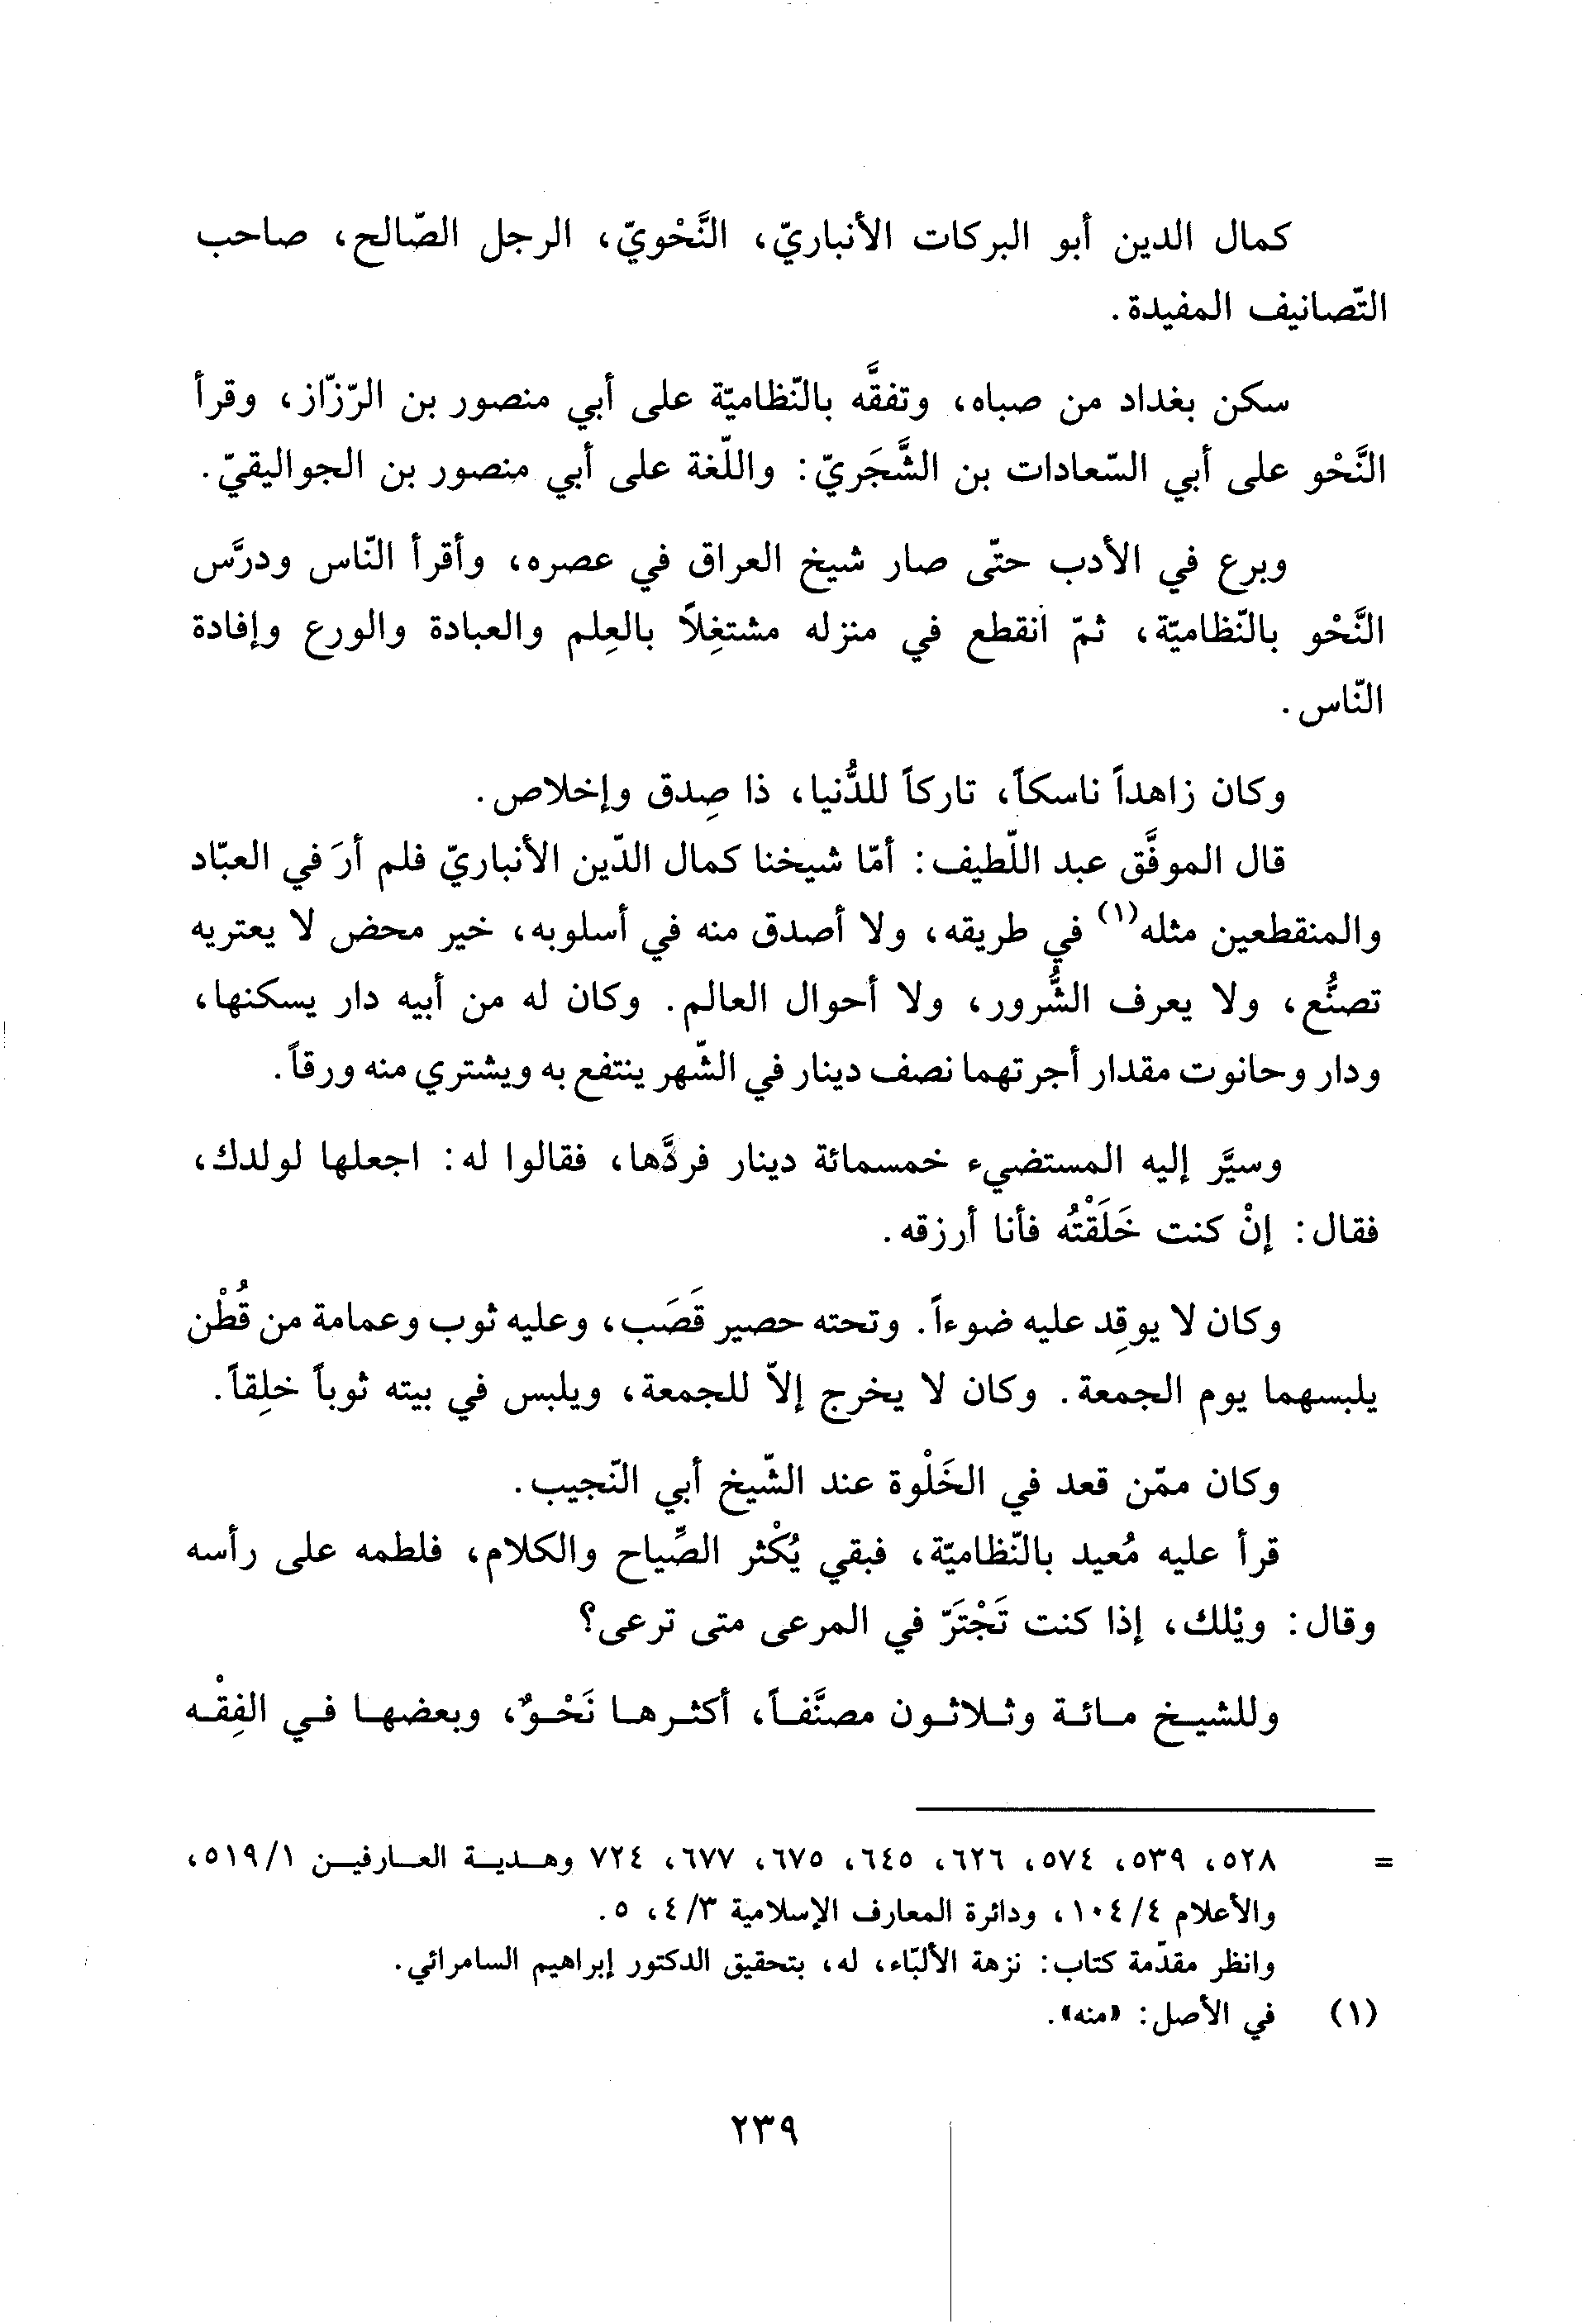 كمال الدين أبو البركات الأنباريّ، النَّحْويّ، الرجل الصّالح، صاحب
التّصانيف المفيدة.
سكن بغداد من صباه، وتفقَّه بالنّظاميّة على أبي منصور بن الرّزّاز، وقرأ
النَّحْو على أبي السّعادات بن الشَّجَريّ: واللّغة على أبي منصور بن الجواليقيّ.
وبرع في الأدب حتّى صار شيخ العراق في عصره، وأقرأ النّاس ودرَّس
النَّحْو بالنّظاميّة، ثمّ انقطع في منزله مشتغِلاً بالعِلم والعبادة والورع وإفادة
النّاس.
وكان زاهداً ناسكاً، تاركاً للدُّنيا، ذا صِدق وإخلاص.
قال الموفَّق عبد اللّطيف: أمّا شيخنا كمال الدّين الأنباريّ فلم أرَ في العبّاد
والمنقطعين مثله(١) في طريقه، ولا أصدق منه في أسلوبه، خير محض لا يعتريه
تصنُّع، ولا يعرف الشُّرور، ولا أحوال العالم. وكان له من أبيه دار يسكنها،
ودار وحانوت مقدار أجرتهما نصف دينار في الشّهر ينتفع به ويشتري منه ورقاً.
وسيَّر إليه المستضيء خمسمائة دينار فردَّها، فقالوا له: اجعلها لولدك،
فقال: إنْ كنت خَلَقْتُه فأنا أرزقه.
وكان لا يوقِد عليه ضوءاً. وتحته حصير قَصَب، وعليه ثوب وعمامة من قُطْن
يلبسهما يوم الجمعة. وكان لا يخرج إلاّ للجمعة، ويلبس في بيته ثوباً خلِقاً.
وكان ممّن قعد في الخَلْوة عند الشّيخ أبي النّجيب.
قرأ عليه مُعيد بالنّظاميّة، فبقي يُكْثر الصِّياح والكلام، فلطمه على رأسه
وقال: ويْلك، إذا كنت تَجْتَرّ في المرعى متى ترعى؟
وللشيخ مائة وثلاثون مصنَّفاً، أكثرها نَحْوٌ، وبعضها في الفِقْه
= ٥٢٨، ٥٣٩، ٥٧٤، ٦٢٦، ٦٤٥، ٦٧٥، ٦٧٧، ٧٢٤ وهدية العارفين ٥١٩/١،
والأعلام ١٠٤/٤، ودائرة المعارف الإسلامية ٤/٣، ٥.
وانظر مقدّمة كتاب: نزهة الألبّاء، له، بتحقيق الدكتور إبراهيم السامرائي.
(١) في الأصل: «منه».
٢٣٩